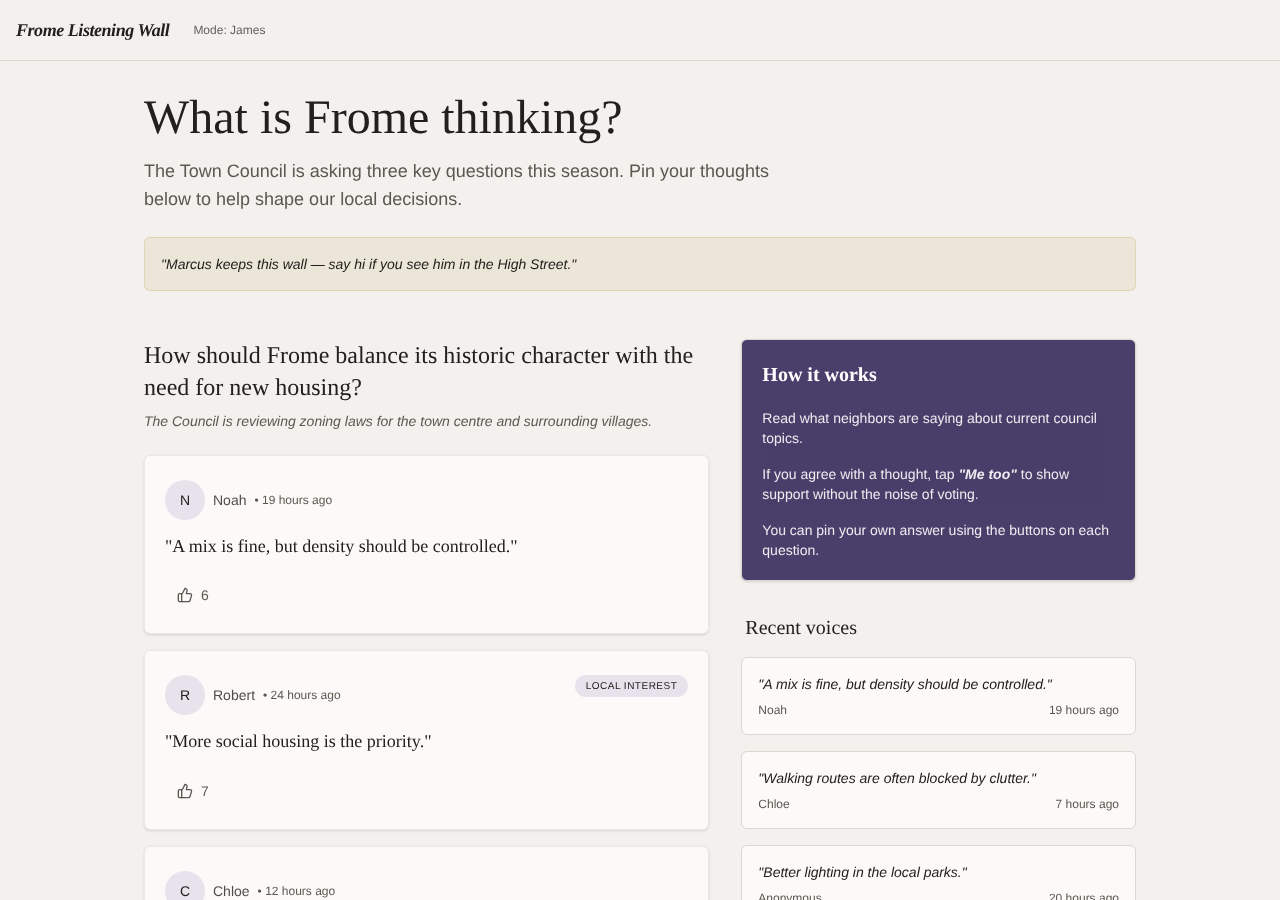 Frome Listening Wall
Mode: James
What is Frome thinking?
The Town Council is asking three key questions this season. Pin your thoughts
below to help shape our local decisions.
"Marcus keeps this wall — say hi if you see him in the High Street."
How should Frome balance its historic character with the
need for new housing?
The Council is reviewing zoning laws for the town centre and surrounding villages.
N
Noah • 19 hours ago
"A mix is fine, but density should be controlled."
6
R
Robert • 24 hours ago
LOCAL INTEREST
"More social housing is the priority."
7
C
Chloe • 12 hours ago
How it works
Read what neighbors are saying about current council
topics.
If you agree with a thought, tap "Me too" to show
support without the noise of voting.
You can pin your own answer using the buttons on each
question.
Recent voices
"A mix is fine, but density should be controlled."
Noah
19 hours ago
"Walking routes are often blocked by clutter."
Chloe
7 hours ago
"Better lighting in the local parks."
Anonymous
20 hours ago